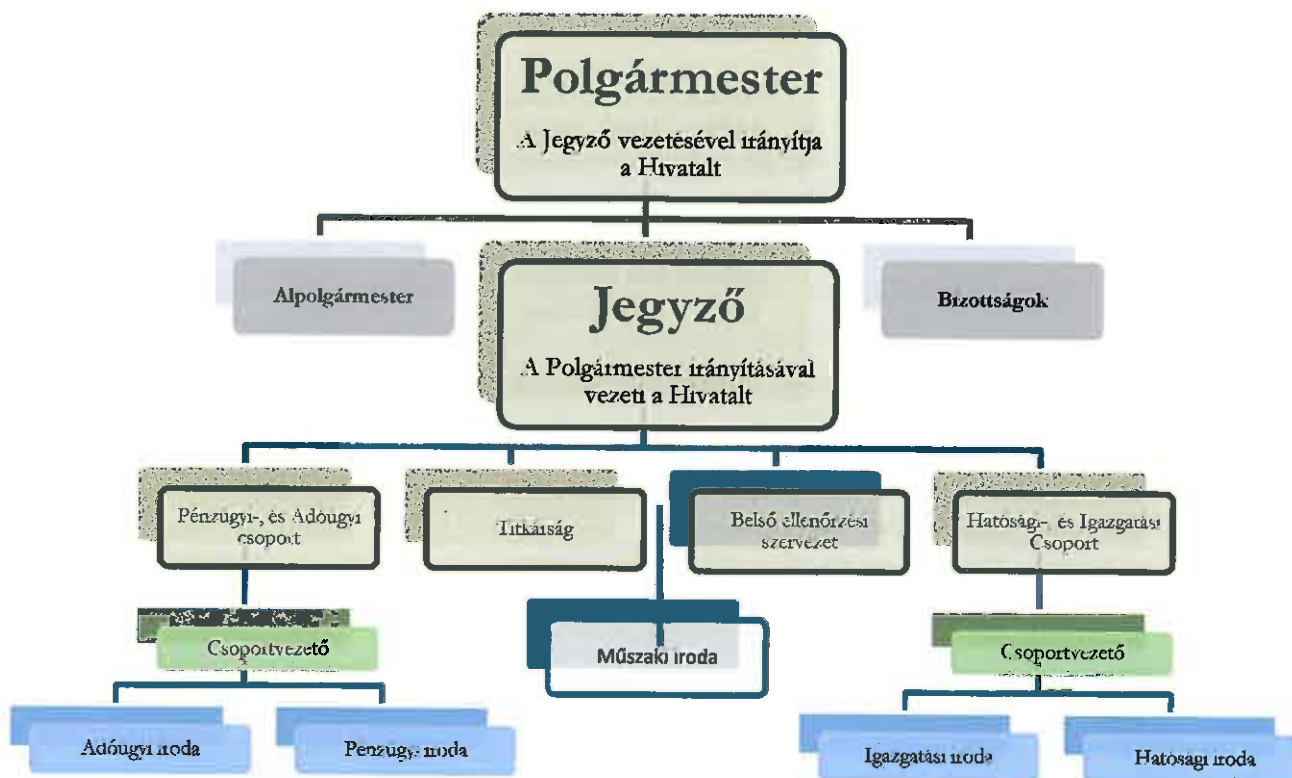 Polgármester
A Jegyző vezetésével irányítja
a Hivatalt
Alpolgármester
Bizottságok
Jegyző
A Polgármester irányításával
vezeti a Hivatalt
Pénzügyi-, és Adóügyi
csoport
Titkárság
Belső ellenőrzési
szervezet
Hatósági-, és Igazgatási
Csoport
Csoportvezető
Műszaki iroda
Csoportvezető
Adóügyi iroda
Pénzügyi iroda
Igazgatási iroda
Hatósági iroda